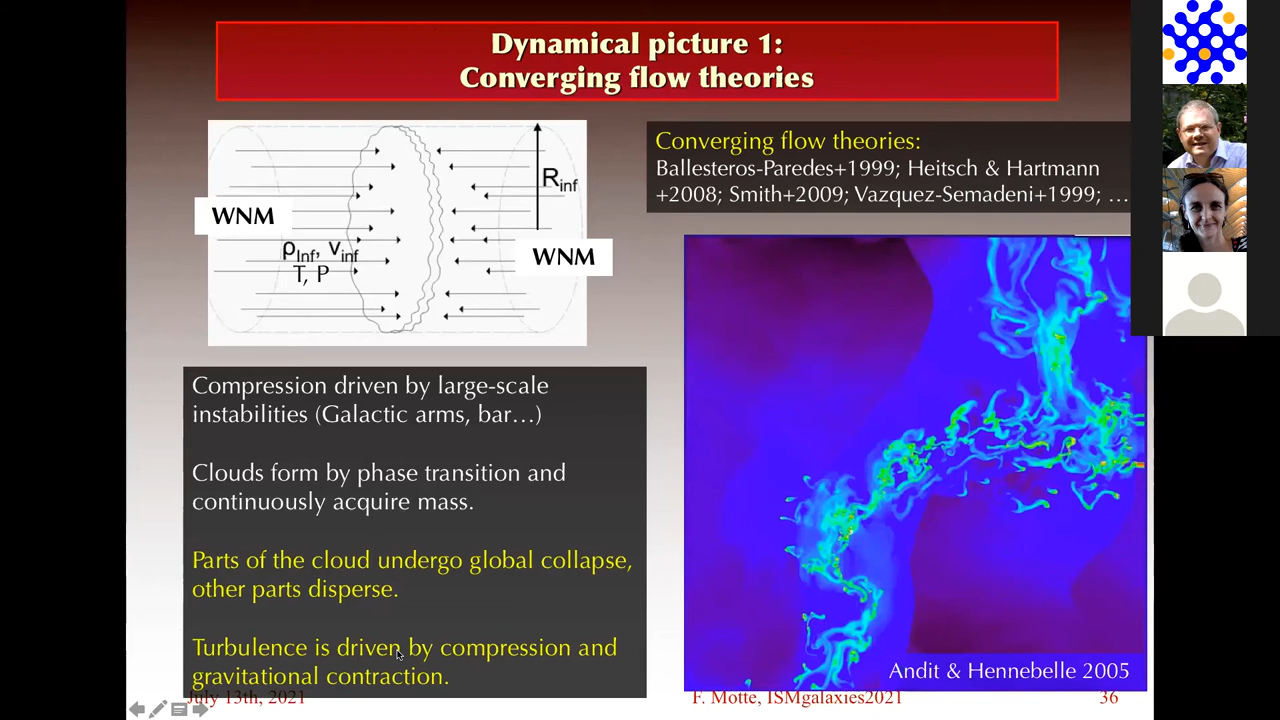 Dynamical picture 1:
Converging flow theories
R_inf
WNM
WNM
ρ_Inf, v_inf
T, P
Converging flow theories:
Ballesteros-Paredes+1999; Heitsch & Hartmann
+2008; Smith+2009; Vazquez-Semadeni+1999; …
Compression driven by large-scale
instabilities (Galactic arms, bar…)
Clouds form by phase transition and
continuously acquire mass.
Parts of the cloud undergo global collapse,
other parts disperse.
Turbulence is driven by compression and
gravitational contraction.
Andit & Hennebelle 2005
July 13th, 2021
F. Motte, ISMgalaxies2021
36